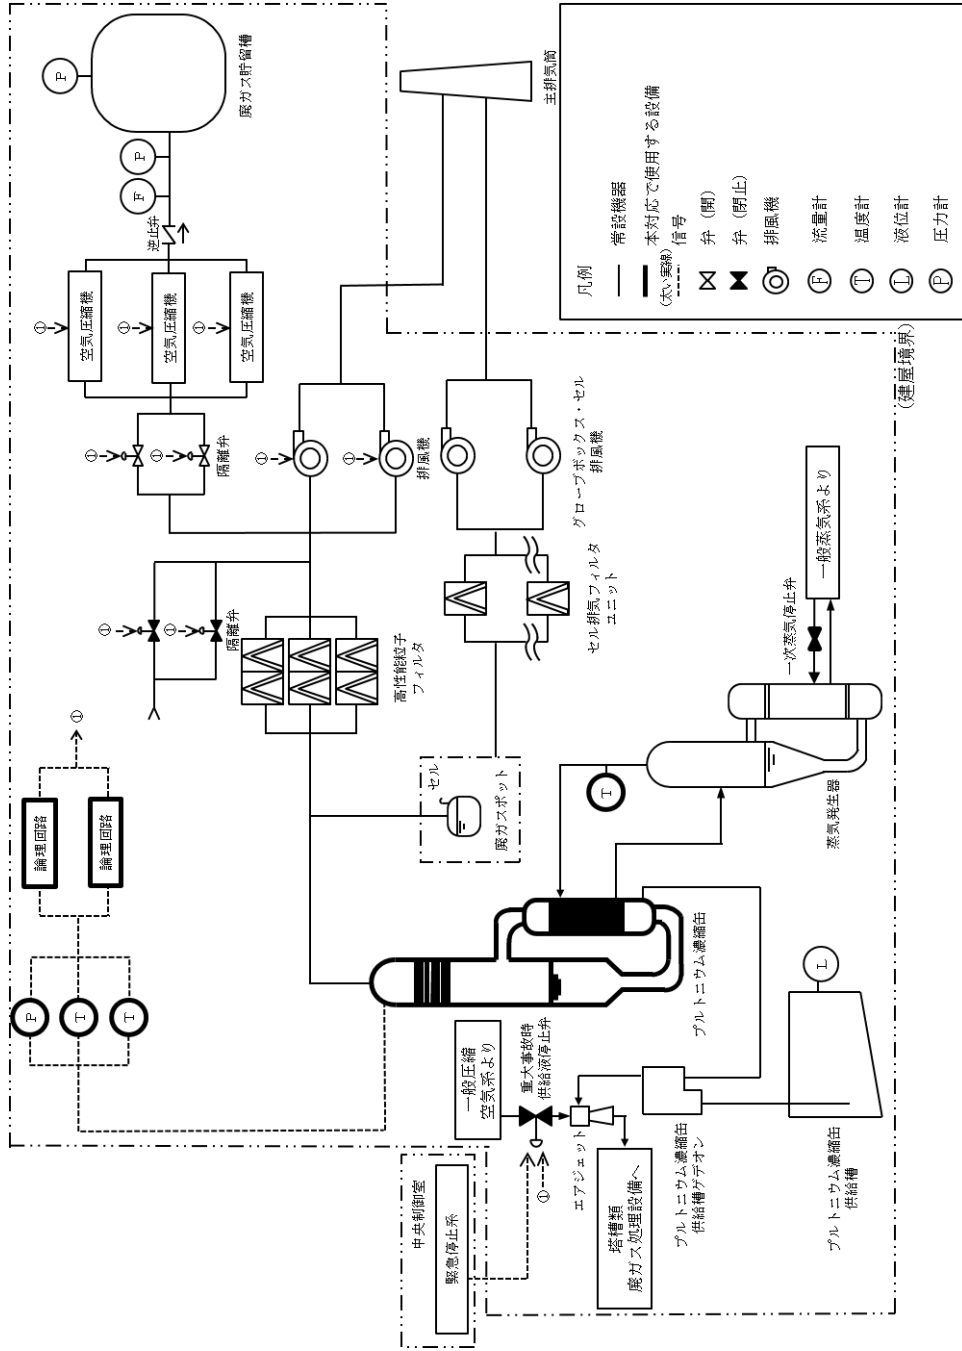 中央制御室
緊急停止系
P
T
T
論理回路
論理回路
①
①
①
隔離弁
①
①
隔離弁
①
①
①
空気圧縮機
空気圧縮機
空気圧縮機
逆止弁
F
P
P
廃ガス貯留槽
高性能粒子
フィルタ
①
①
排風機
主排気筒
セル
廃ガスポット
セル排気フィルタ
ユニット
グローブボックス・セル
排風機
一般圧縮
空気系より
重大事故時
供給液停止弁
①
エアジェット
塔槽類
廃ガス処理設備へ
プルトニウム濃縮缶
供給槽ゲデオン
プルトニウム濃縮缶
プルトニウム濃縮缶
供給槽
L
T
蒸気発生器
一次蒸気停止弁
一般蒸気系より
(建屋境界)
凡例
常設機器
本対応で使用する設備
(太い実線)
信号
弁（開）
弁（閉止）
排風機
F 流量計
T 温度計
L 液位計
P 圧力計